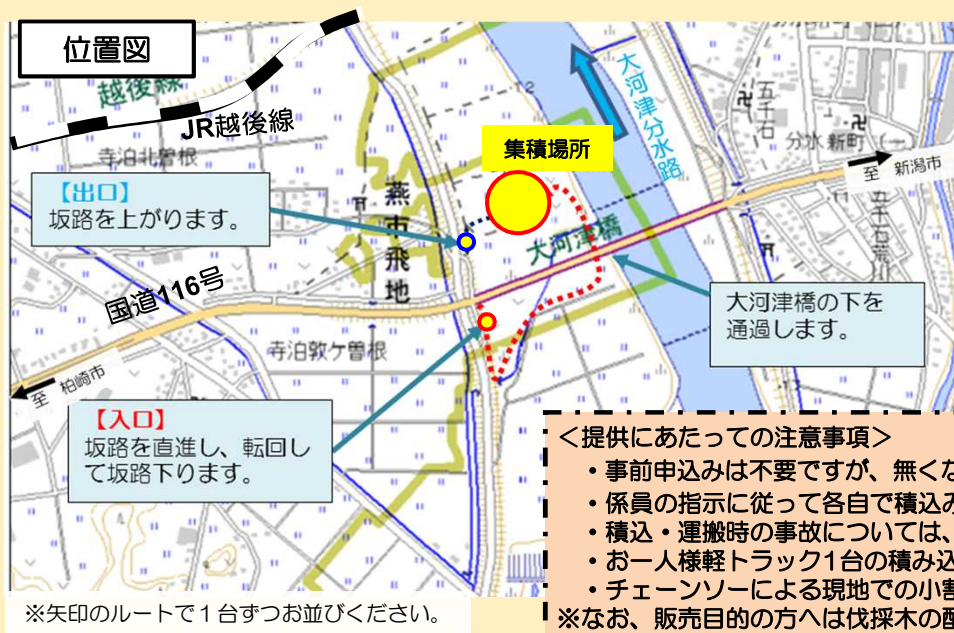 位置図
越後線
JR越後線
寺泊北曽根
【出口】
坂路を上がります。
燕市飛地
集積場所
大河津分水路
五千石
分水新町
至 新潟市
五千石荒川
大河津橋
国道116号
大河津橋の下を
通過します。
寺泊敦ケ曽根
至 柏崎市
【入口】
坂路を直進し、転回し
て坂路下ります。
※矢印のルートで1台ずつお並びください。
<提供にあたっての注意事項>
・事前申込みは不要ですが、無くな
・係員の指示に従って各自で積込み
・積込・運搬時の事故については、
・お一人様軽トラック1台の積み込
・チェーンソーによる現地での小割
※なお、販売目的の方へは伐採木の配